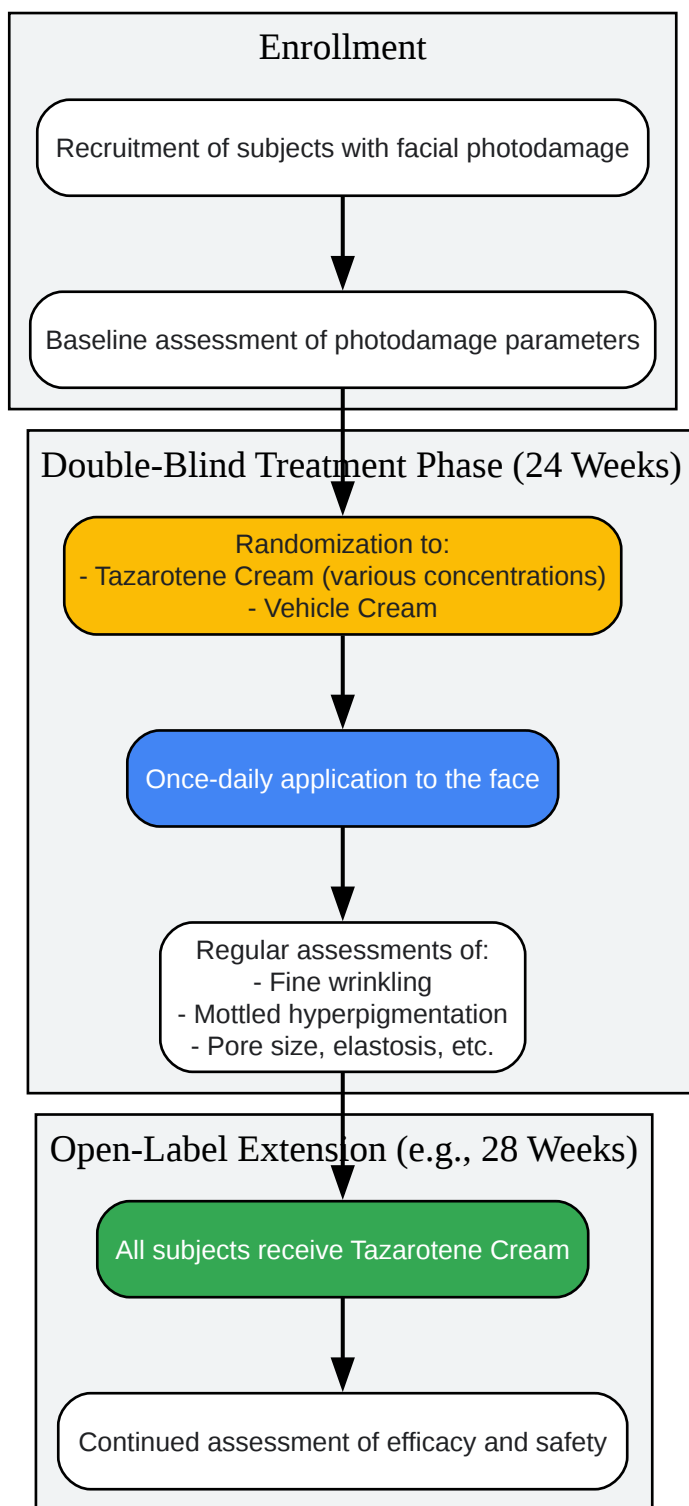 Enrollment
Recruitment of subjects with facial photodamage
Baseline assessment of photodamage parameters
Double-Blind Treatment Phase (24 Weeks)
Randomization to:
- Tazarotene Cream (various concentrations)
- Vehicle Cream
Once-daily application to the face
Regular assessments of:
- Fine wrinkling
- Mottled hyperpigmentation
- Pore size, elastosis, etc.
Open-Label Extension (e.g., 28 Weeks)
All subjects receive Tazarotene Cream
Continued assessment of efficacy and safety